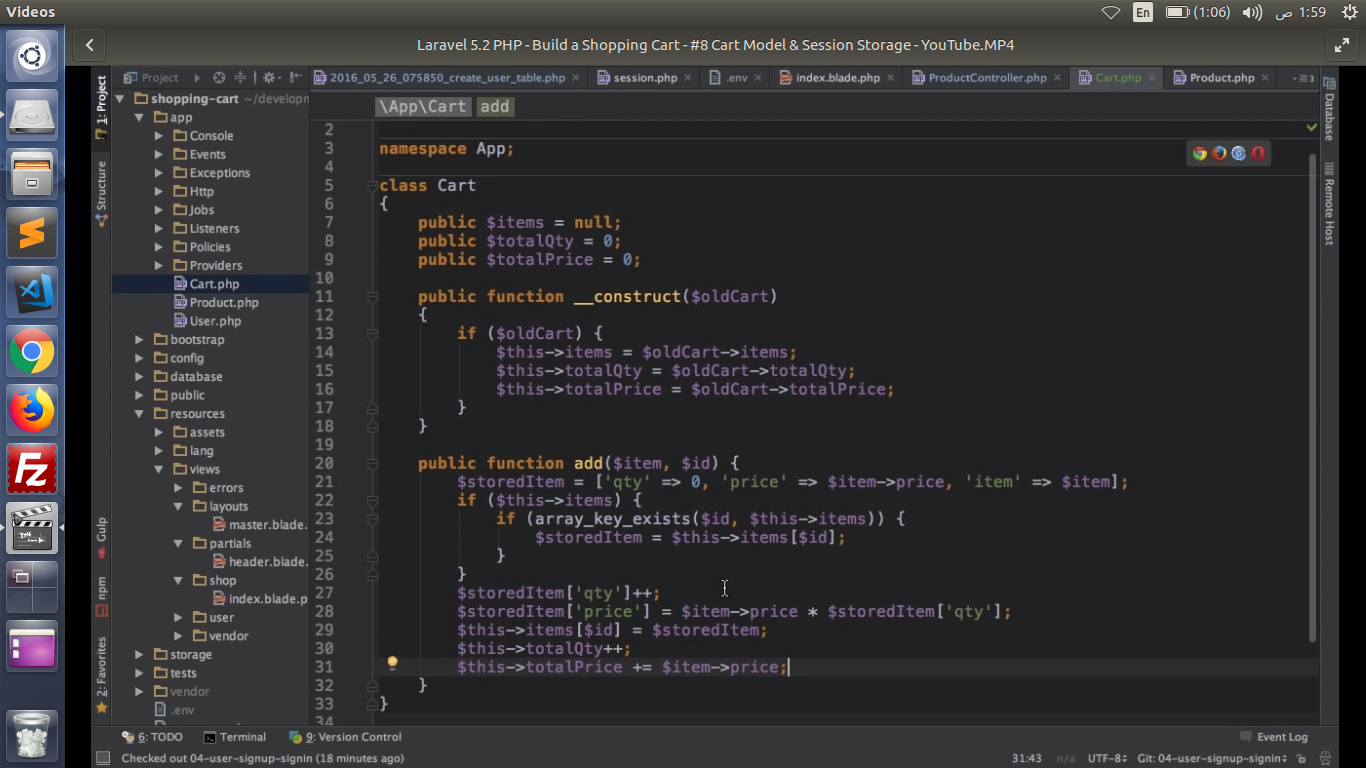 Videos
En
(1:06)
1:59 ص
Laravel 5.2 PHP - Build a Shopping Cart - #8 Cart Model & Session Storage - YouTube.MP4
1: Project
Structure
Gulp
npm
2: Favorites
Project
2016_05_26_075850_create_user_table.php
session.php
.env
index.blade.php
ProductController.php
Cart.php
Product.php
Database
Remote Host
\App\Cart add
shopping-cart ~/developm
app
Console
Events
Exceptions
Http
Jobs
Listeners
Policies
Providers
Cart.php
Product.php
User.php
bootstrap
config
database
public
resources
assets
lang
views
errors
layouts
master.blade.
partials
header.blade.
shop
index.blade.p
user
vendor
storage
tests
vendor
.env
2
3 namespace App;
4
5 class Cart
6 {
7 public $items = null;
8 public $totalQty = 0;
9 public $totalPrice = 0;
10
11 public function __construct($oldCart)
12 {
13 if ($oldCart) {
14 $this->items = $oldCart->items;
15 $this->totalQty = $oldCart->totalQty;
16 $this->totalPrice = $oldCart->totalPrice;
17 }
18 }
19
20 public function add($item, $id) {
21 $storedItem = ['qty' => 0, 'price' => $item->price, 'item' => $item];
22 if ($this->items) {
23 if (array_key_exists($id, $this->items)) {
24 $storedItem = $this->items[$id];
25 }
26 }
27 $storedItem['qty']++;
28 $storedItem['price'] = $item->price * $storedItem['qty'];
29 $this->items[$id] = $storedItem;
30 $this->totalQty++;
31 $this->totalPrice += $item->price;
32 }
33 }
34
6: TODO
Terminal
9: Version Control
Event Log
Checked out 04-user-signup-signin (18 minutes ago)
31:43
n/a
UTF-8
Git: 04-user-signup-signin